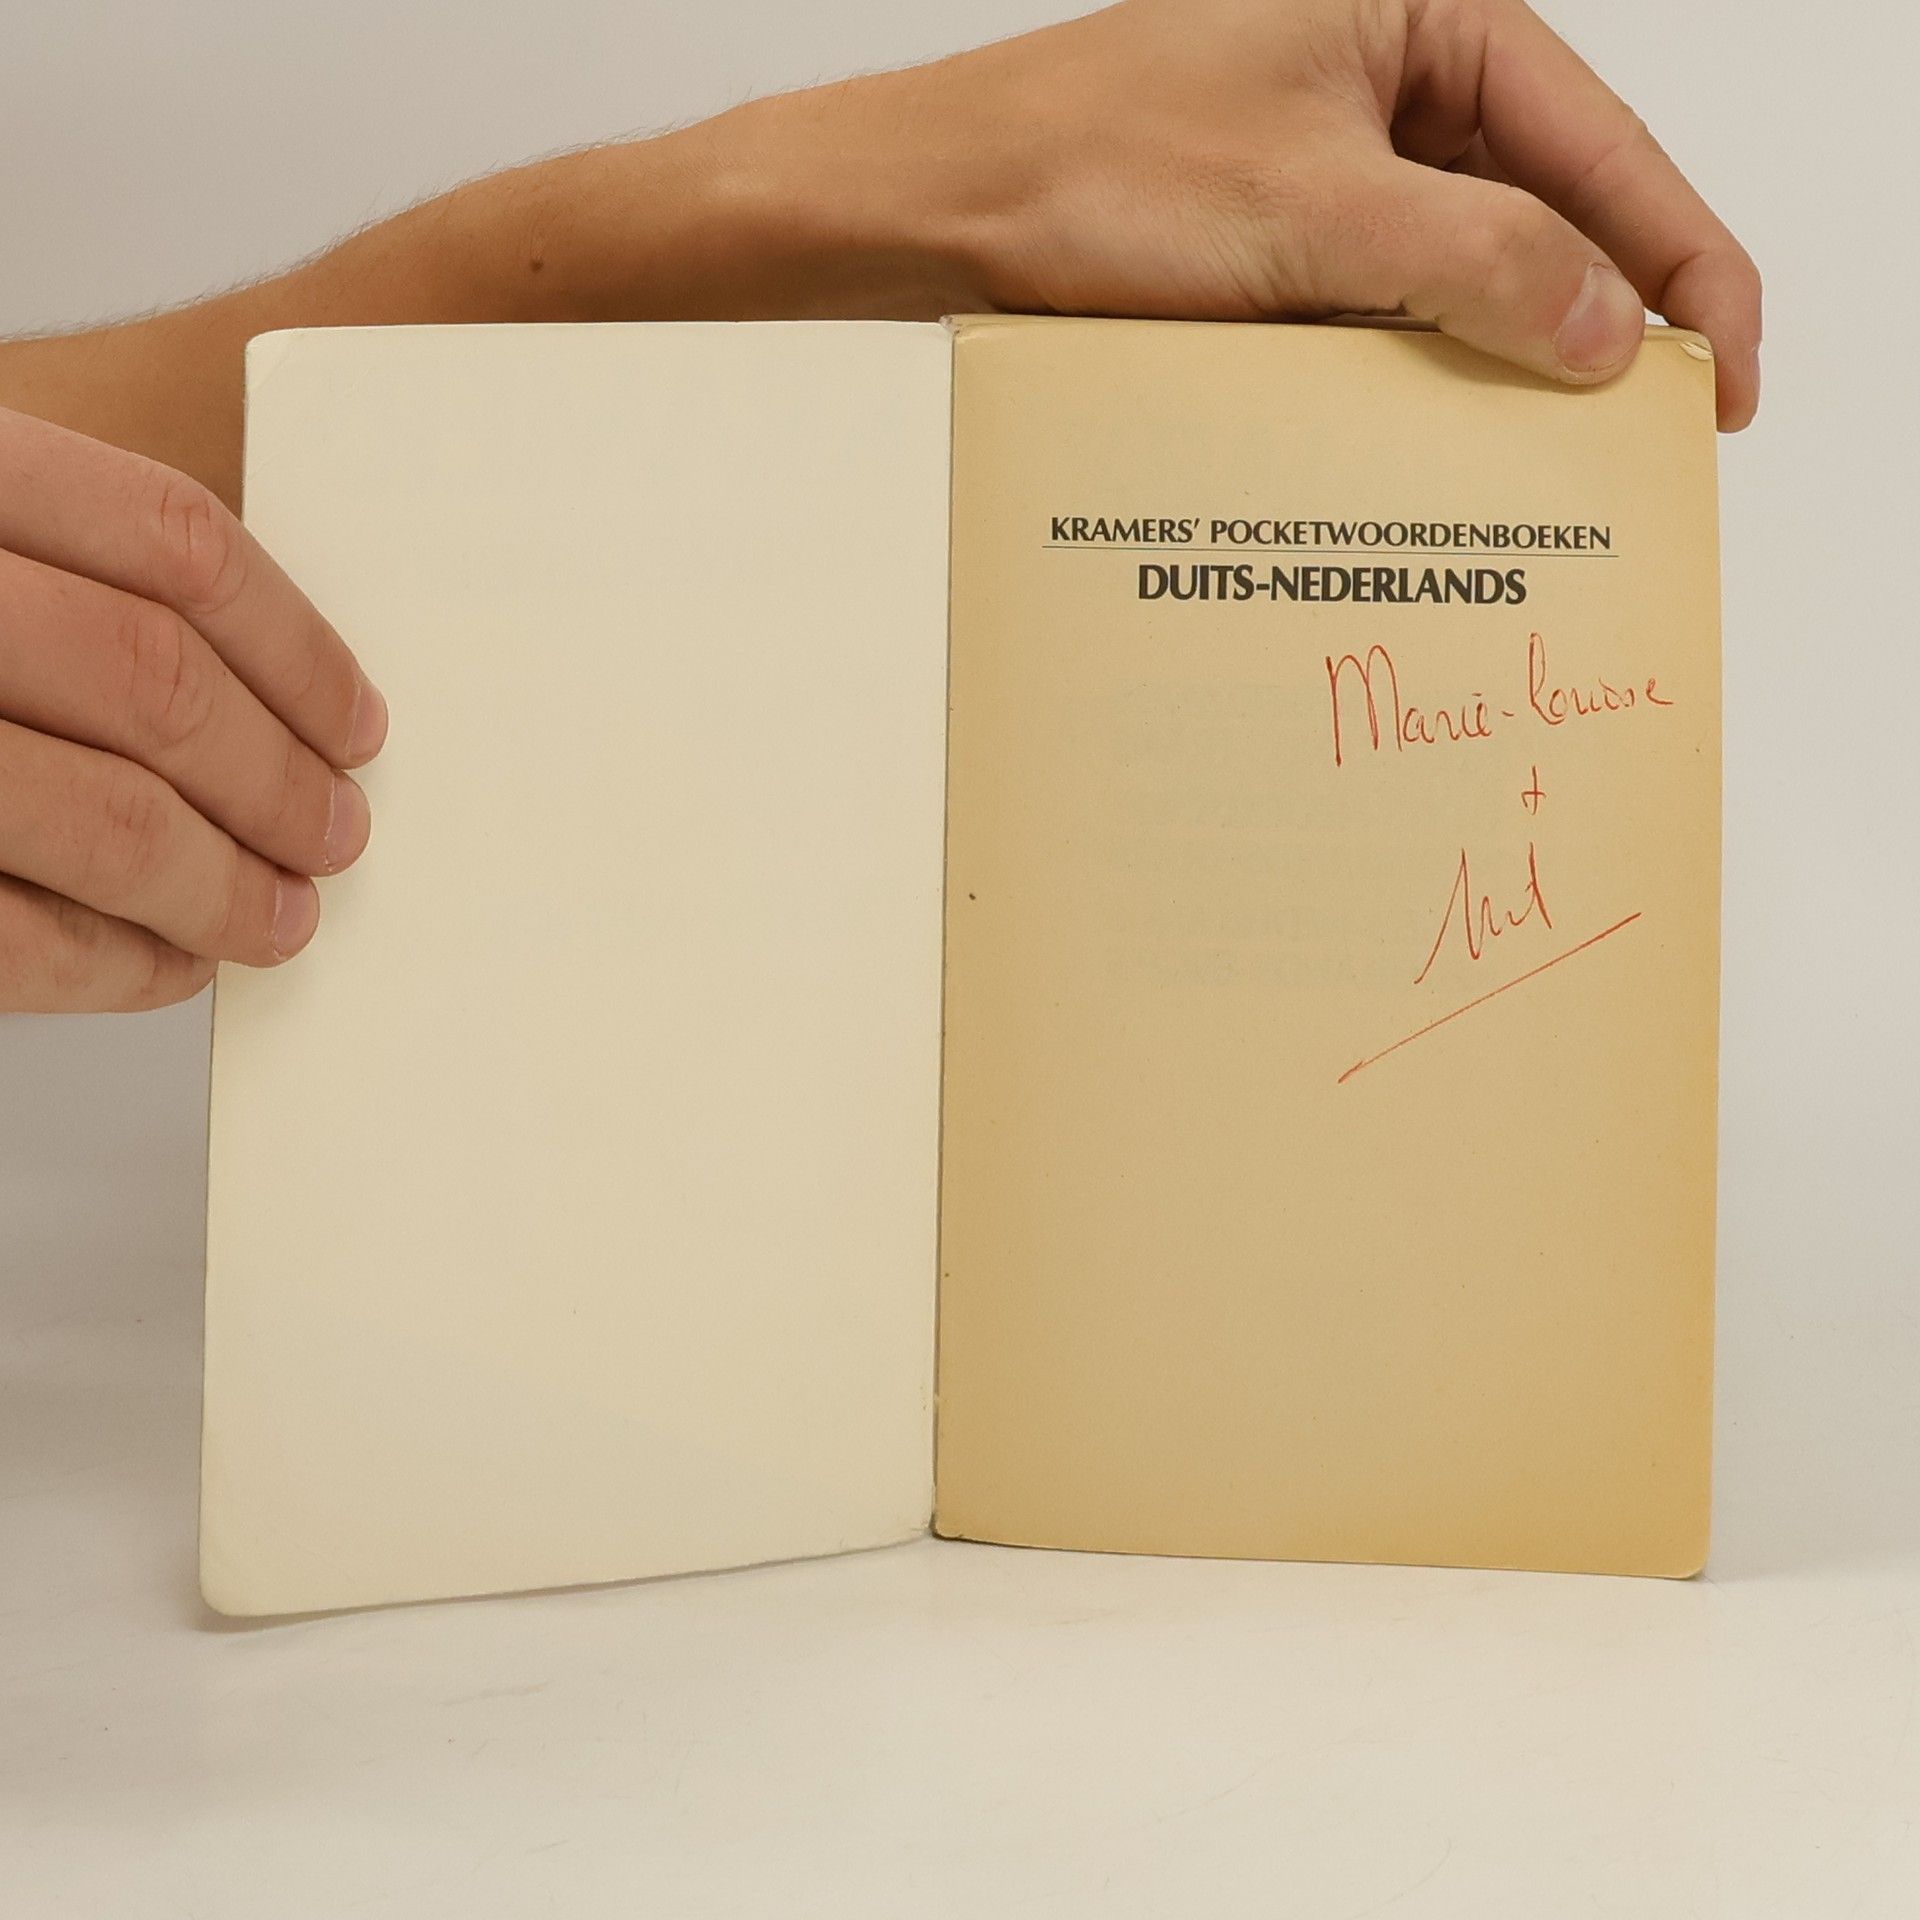 KRAMERS' POCKETWOORDENBOEKEN
DUITS-NEDERLANDS
Marie-Louise
+